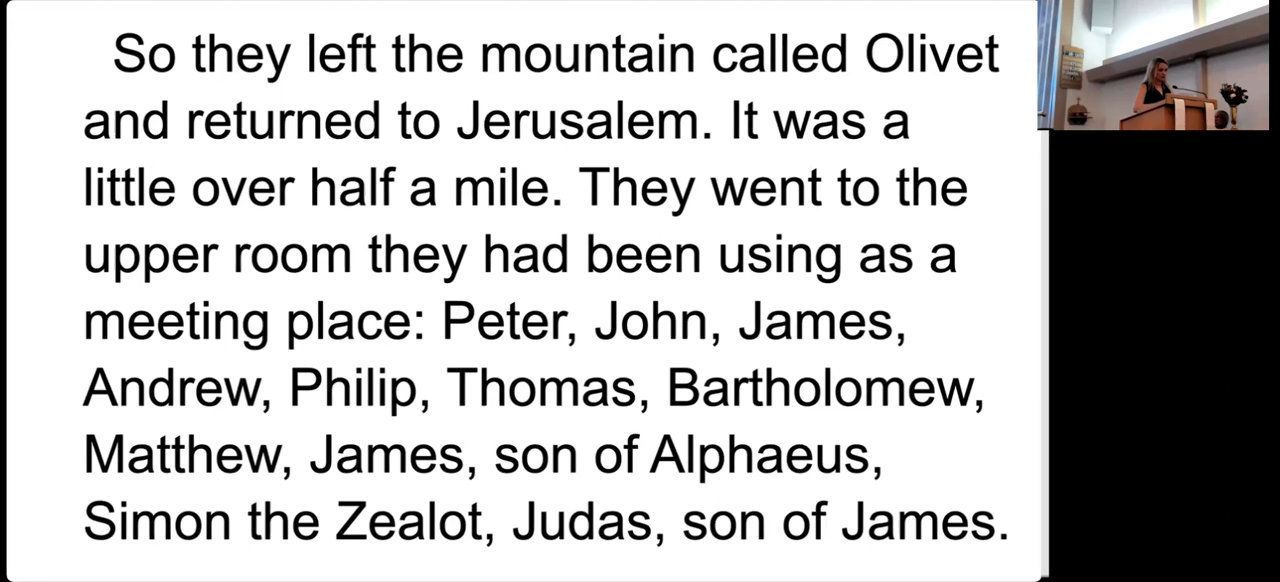 So they left the mountain called Olivet
and returned to Jerusalem. It was a
little over half a mile. They went to the
upper room they had been using as a
meeting place: Peter, John, James,
Andrew, Philip, Thomas, Bartholomew,
Matthew, James, son of Alphaeus,
Simon the Zealot, Judas, son of James.